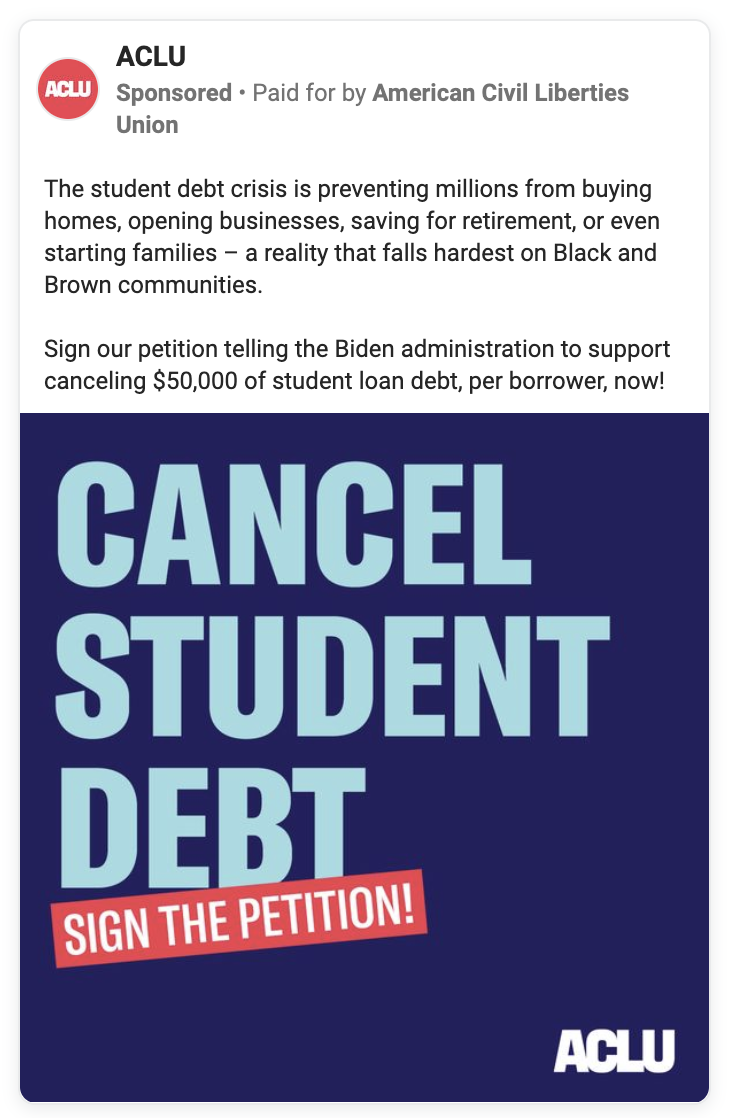 ACLU
ACLU
Sponsored • Paid for by American Civil Liberties
Union
The student debt crisis is preventing millions from buying
homes, opening businesses, saving for retirement, or even
starting families – a reality that falls hardest on Black and
Brown communities.
Sign our petition telling the Biden administration to support
canceling $50,000 of student loan debt, per borrower, now!
CANCEL
STUDENT
DEBT
SIGN THE PETITION!
ACLU